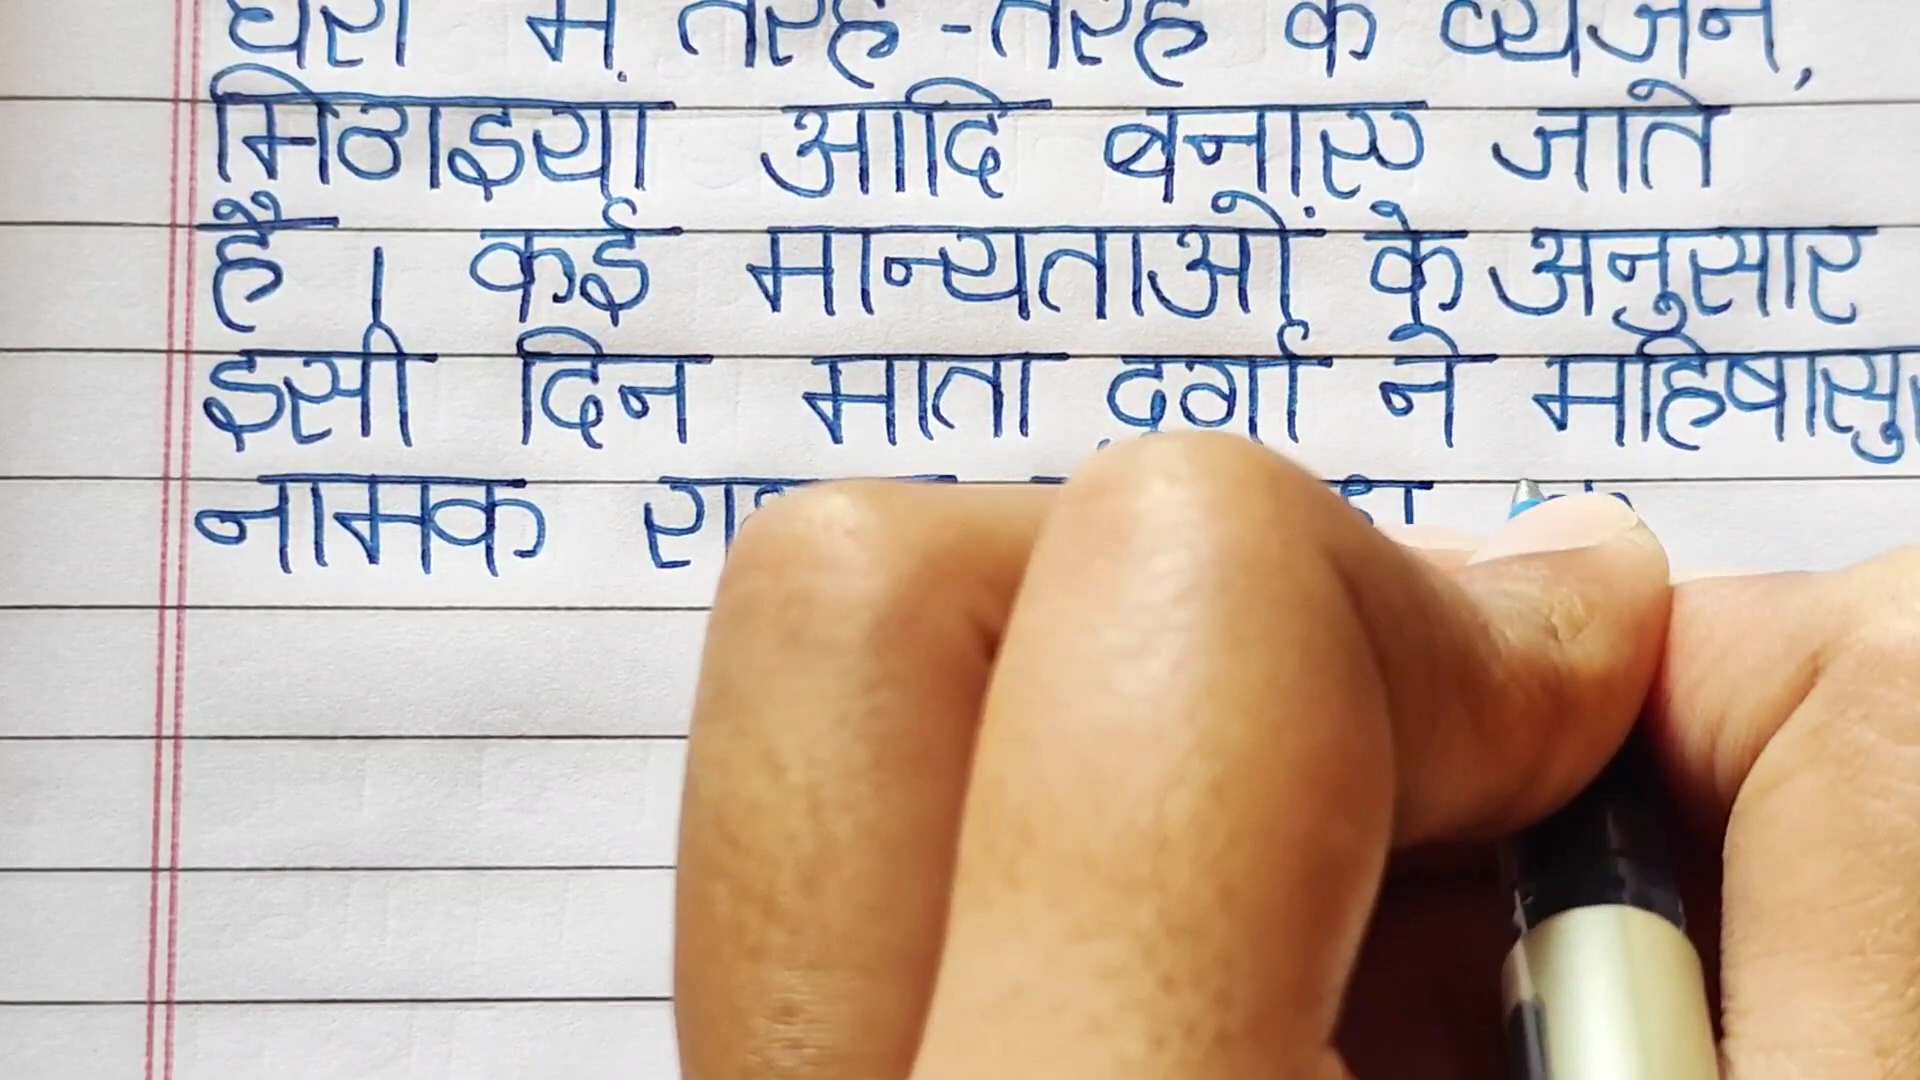 घरों में तरह-तरह के व्यंजन,
मिठाइयां आदि बनाएं जाते
हैं । कई मान्यताओं के अनुसार
इसी दिन माता दुर्गा ने महिषासु
नामक